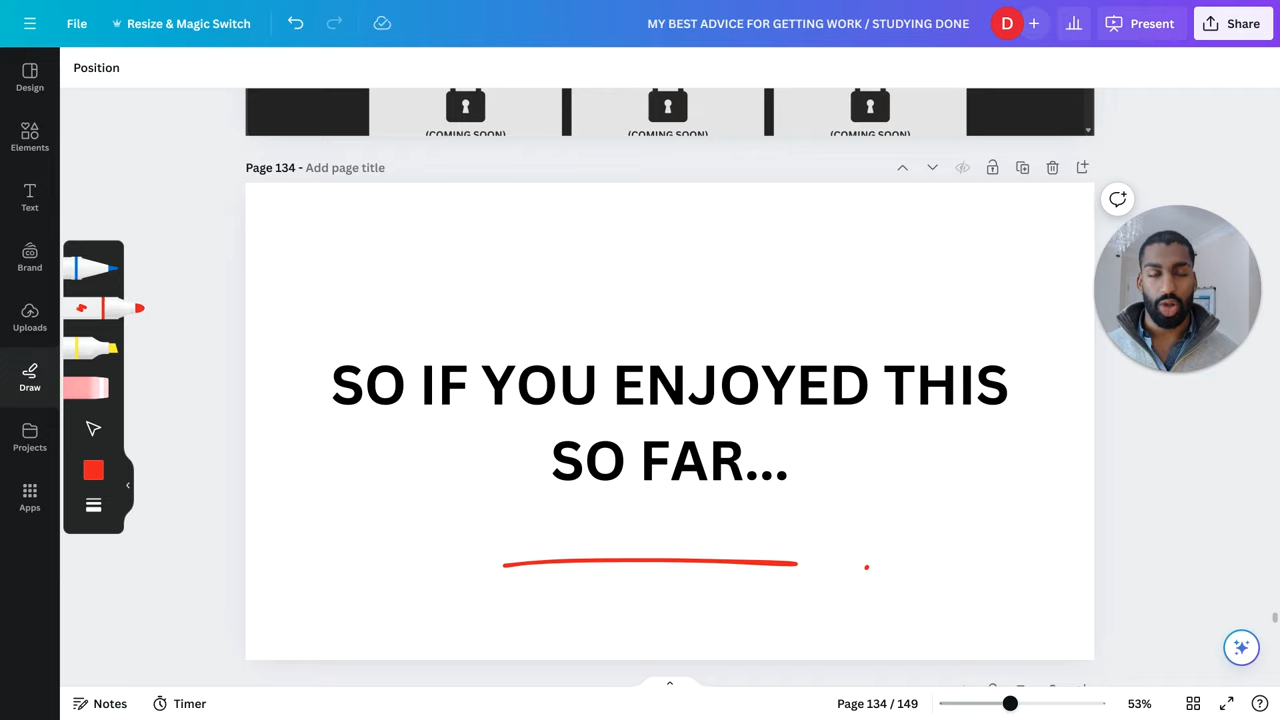 File
Resize & Magic Switch
MY BEST ADVICE FOR GETTING WORK / STUDYING DONE
D
Present
Share
Position
Design
Elements
Text
Brand
Uploads
Draw
Projects
Apps
(COMING SOON)
(COMING SOON)
(COMING SOON)
Page 134 - Add page title
SO IF YOU ENJOYED THIS
SO FAR...
Notes
Timer
Page 134 / 149
53%